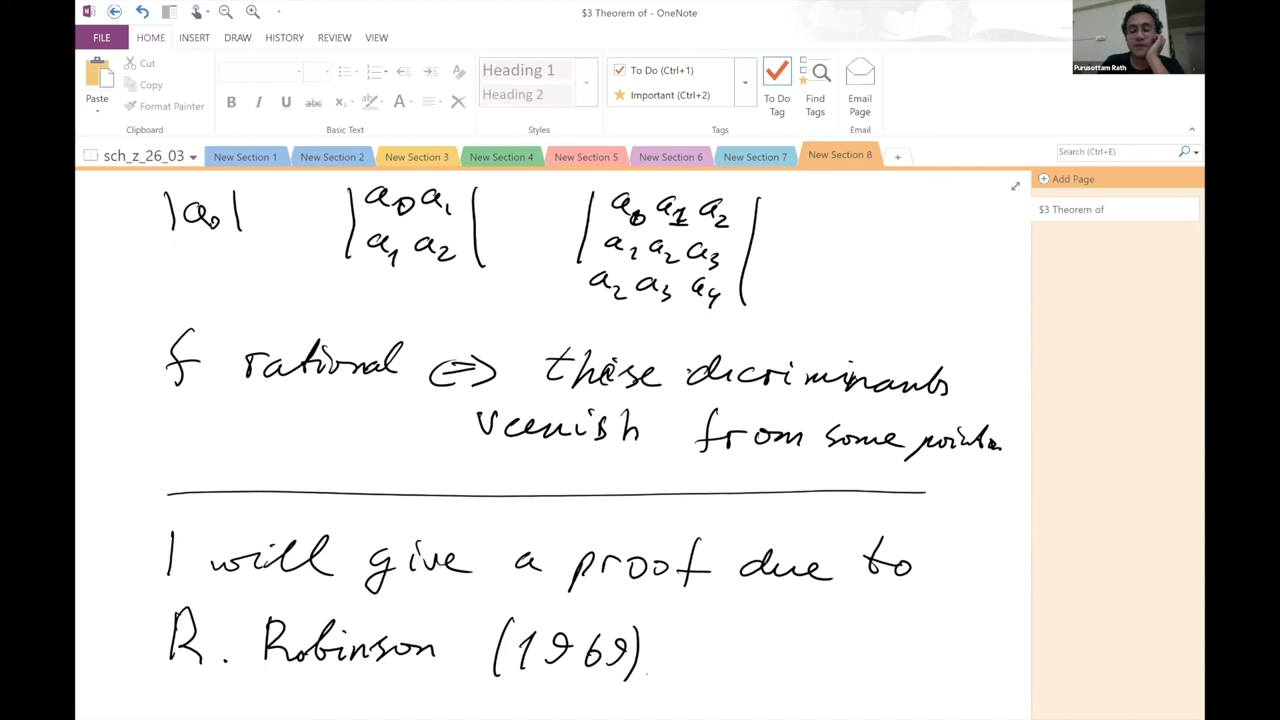 $3 Theorem of - OneNote
FILE HOME INSERT DRAW HISTORY REVIEW VIEW
Purusottam Rath
Paste
Cut
Copy
Format Painter
Clipboard
B I U abc x₂ A
Basic Text
Heading 1
Heading 2
Styles
To Do (Ctrl+1)
Important (Ctrl+2)
To Do Tag
Find Tags
Tags
Email Page
Email
sch_z_26_03 New Section 1 New Section 2 New Section 3 New Section 4 New Section 5 New Section 6 New Section 7 New Section 8 +
Search (Ctrl+E)
Add Page
$3 Theorem of
|a₀| |a₀ a₁ |a₀ a₁ a₂
a₁ a₂| a₁ a₂ a₃
a₂ a₃ a₄|
f rational ⇔ these dicriminants
vanish from some point on
I will give a proof due to
R. Robinson (1969).